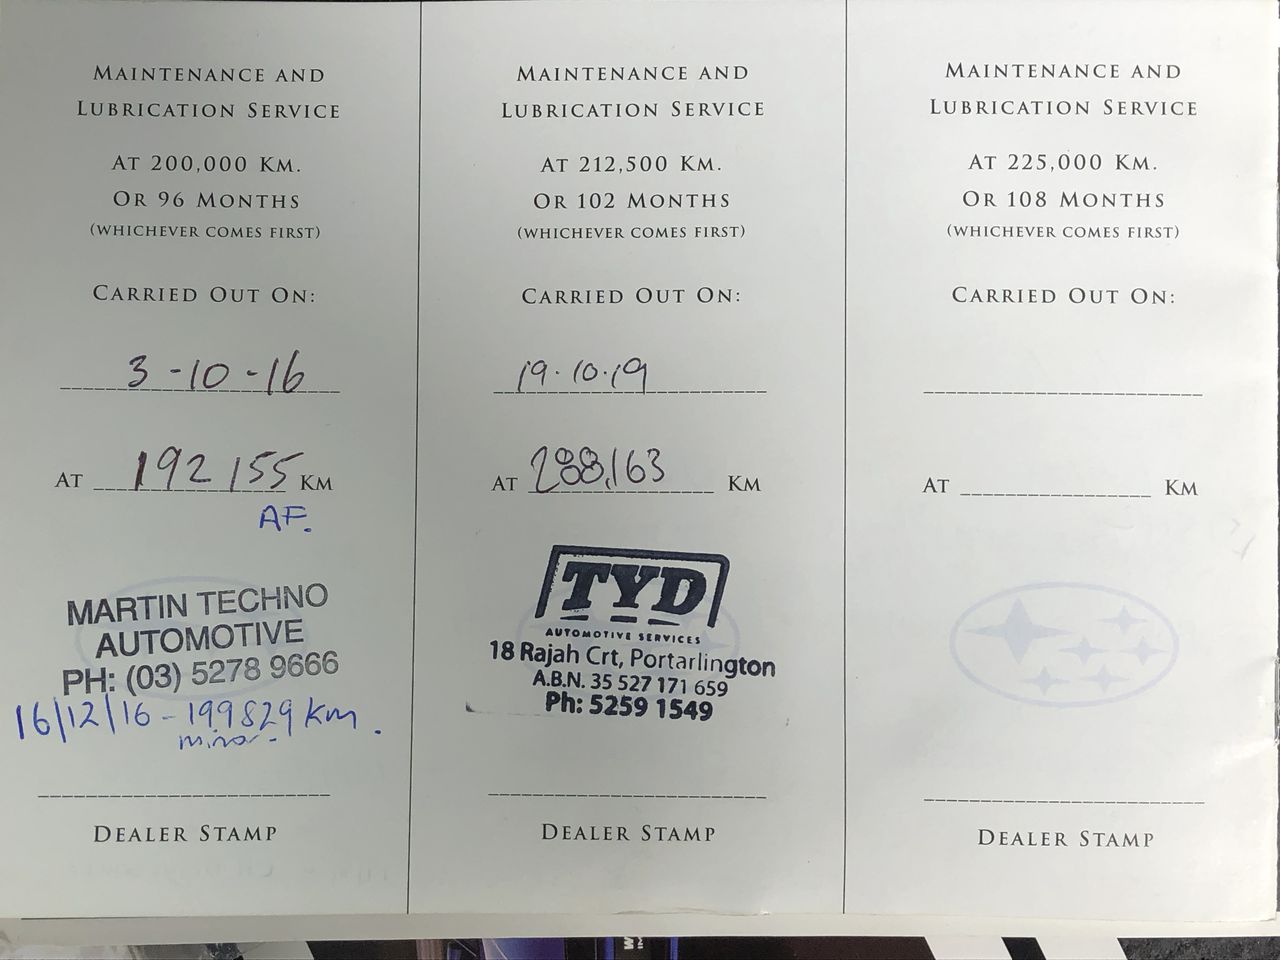 MAINTENANCE AND
LUBRICATION SERVICE
AT 200,000 KM.
OR 96 MONTHS
(WHICHEVER COMES FIRST)
CARRIED OUT ON:
3-10-16
AT 192155 KM
AF.
MARTIN TECHNO
AUTOMOTIVE
PH: (03) 5278 9666
16/12/16 - 199829 Km.
minor.
DEALER STAMP
MAINTENANCE AND
LUBRICATION SERVICE
AT 212,500 KM.
OR 102 MONTHS
(WHICHEVER COMES FIRST)
CARRIED OUT ON:
19.10.19
AT 288,163 KM
TYD
AUTOMOTIVE SERVICES
18 Rajah Crt, Portarlington
A.B.N. 35 527 171 659
Ph: 5259 1549
DEALER STAMP
MAINTENANCE AND
LUBRICATION SERVICE
AT 225,000 KM.
OR 108 MONTHS
(WHICHEVER COMES FIRST)
CARRIED OUT ON:
AT KM
DEALER STAMP